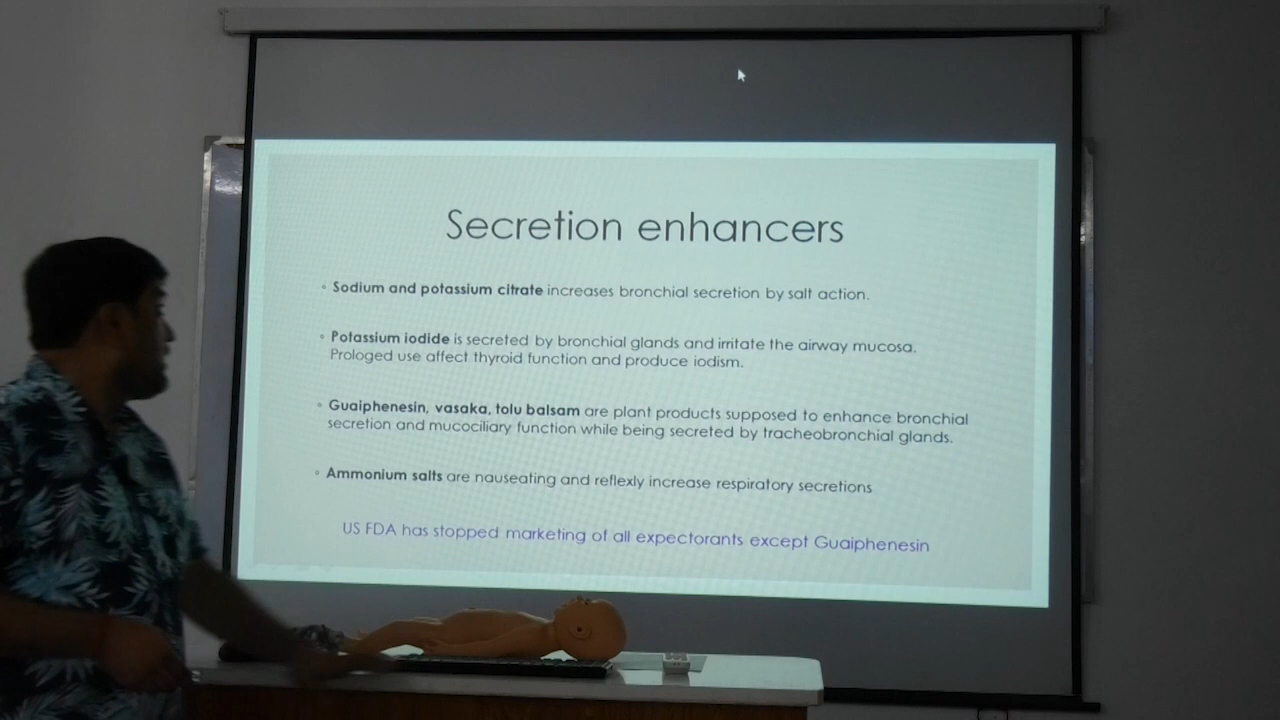 Secretion enhancers
◦ Sodium and potassium citrate increases bronchial secretion by salt action.
◦ Potassium iodide is secreted by bronchial glands and irritate the airway mucosa.
Prologed use affect thyroid function and produce iodism.
◦ Guaiphenesin, vasaka, tolu balsam are plant products supposed to enhance bronchial
secretion and mucociliary function while being secreted by tracheobronchial glands.
◦ Ammonium salts are nauseating and reflexly increase respiratory secretions
US FDA has stopped marketing of all expectorants except Guaiphenesin